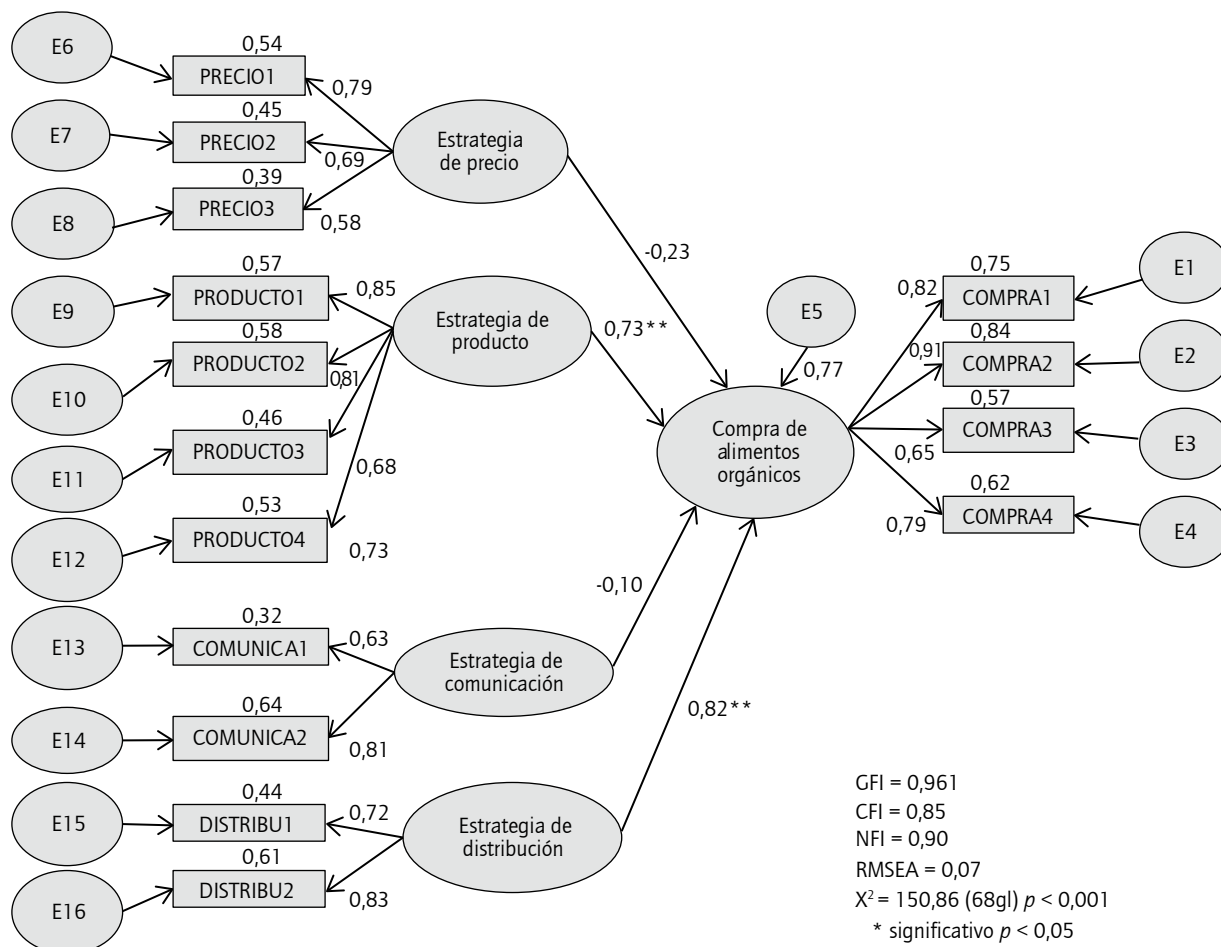 E6
0,54
PRECIO1
0,79
E7
0,45
PRECIO2
0,69
E8
0,39
PRECIO3
0,58
Estrategia
de precio
-0,23
E9
0,57
PRODUCTO1
0,85
E10
0,58
PRODUCTO2
0,81
E11
0,46
PRODUCTO3
0,68
E12
0,53
PRODUCTO4
0,73
Estrategia de
producto
0,73**
E13
0,32
COMUNICA1
0,63
E14
0,64
COMUNICA2
0,81
Estrategia de
comunicación
-0,10
E15
0,44
DISTRIBU1
0,72
E16
0,61
DISTRIBU2
0,83
Estrategia de
distribución
0,82**
E5
0,77
Compra de
alimentos
orgánicos
0,82
0,75
COMPRA1
E1
0,91
0,84
COMPRA2
E2
0,65
0,57
COMPRA3
E3
0,79
0,62
COMPRA4
E4
GFI = 0,961
CFI = 0,85
NFI = 0,90
RMSEA = 0,07
X² = 150,86 (68gl) p < 0,001
* significativo p < 0,05